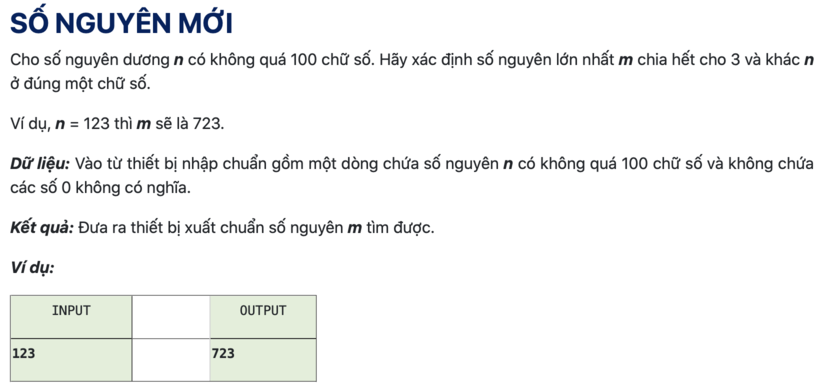 SỐ NGUYÊN MỚI
Cho số nguyên dương n có không quá 100 chữ số. Hãy xác định số nguyên lớn nhất m chia hết cho 3 và khác n
ở đúng một chữ số.
Ví dụ, n = 123 thì m sẽ là 723.
Dữ liệu: Vào từ thiết bị nhập chuẩn gồm một dòng chứa số nguyên n có không quá 100 chữ số và không chứa
các số 0 không có nghĩa.
Kết quả: Đưa ra thiết bị xuất chuẩn số nguyên m tìm được.
Ví dụ:
INPUT OUTPUT
123 723